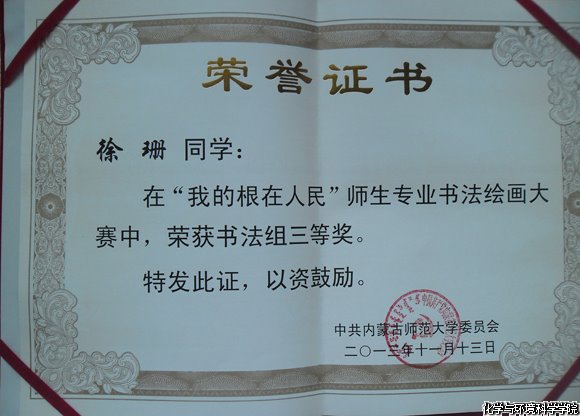 荣誉证书
徐珊 同学：
在“我的根在人民”师生专业书法绘画大
赛中，荣获书法组三等奖。
特发此证，以资鼓励。
中共内蒙古师范大学委员会
二〇一三年十一月十三日
化学与环境科学学院